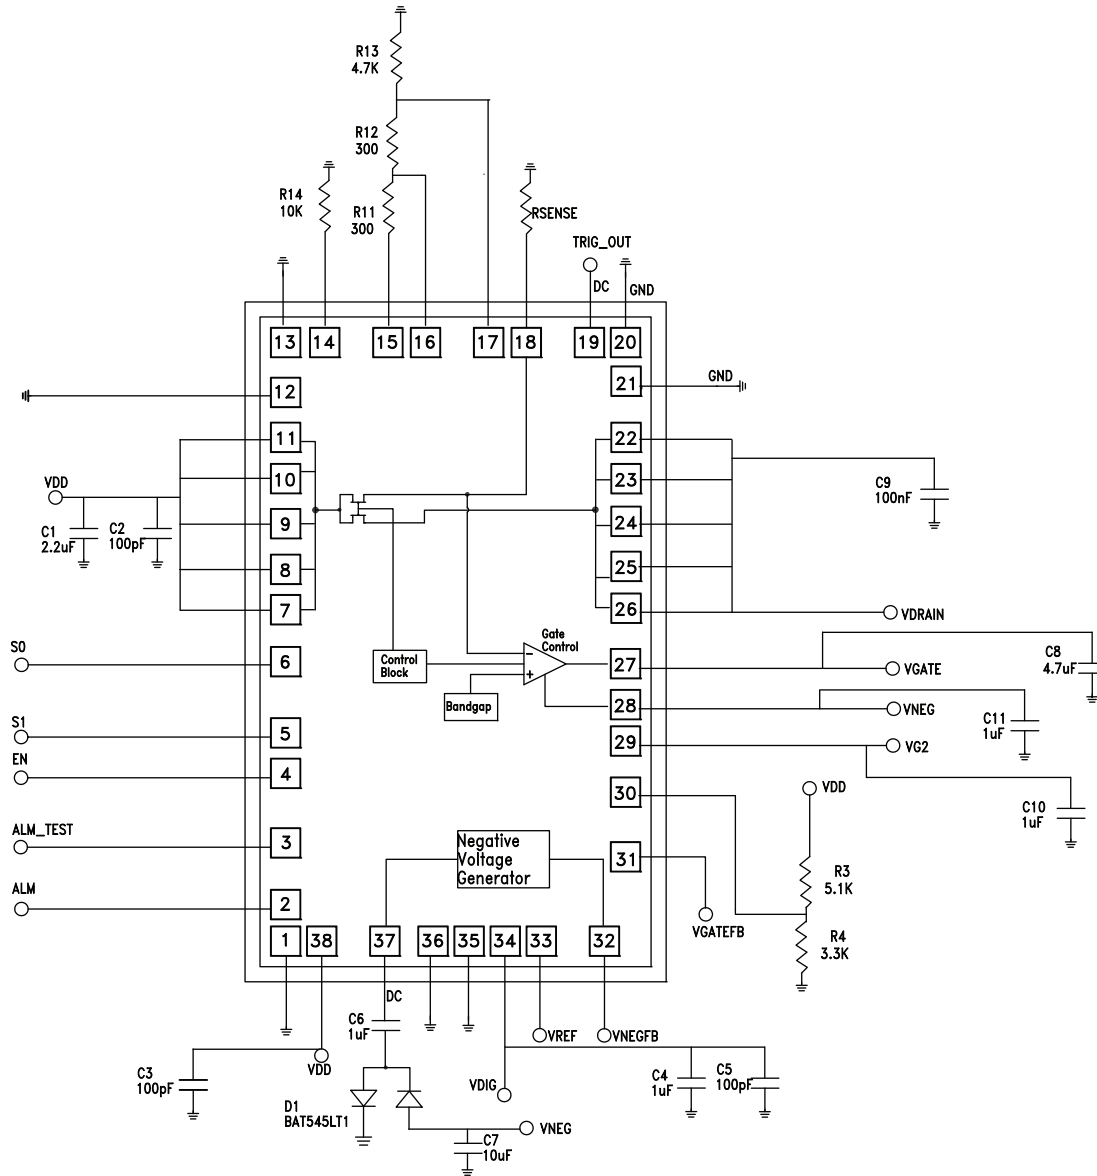 R13
4.7K
R12
300
R14
10K
R11
300
RSENSE
TRIG_OUT
DC
GND
13
14
15
16
17
18
19
20
12
21
GND
11
22
10
23
9
24
8
25
7
26
VDD
C1
2.2uF
C2
100pF
C9
100nF
VDRAIN
S0
6
Control
Block
Gate
Control
-
+
Bandgap
27
VGATE
C8
4.7uF
28
VNEG
C11
1uF
S1
5
29
VG2
EN
4
30
VDD
C10
1uF
ALM_TEST
3
Negative
Voltage
Generator
31
R3
5.1K
ALM
2
VGATEFB
R4
3.3K
1
38
37
36
35
34
33
32
DC
C6
1uF
VREF
VNEGFB
C3
100pF
VDD
VDIG
C4
1uF
C5
100pF
D1
BAT545LT1
C7
10uF
VNEG